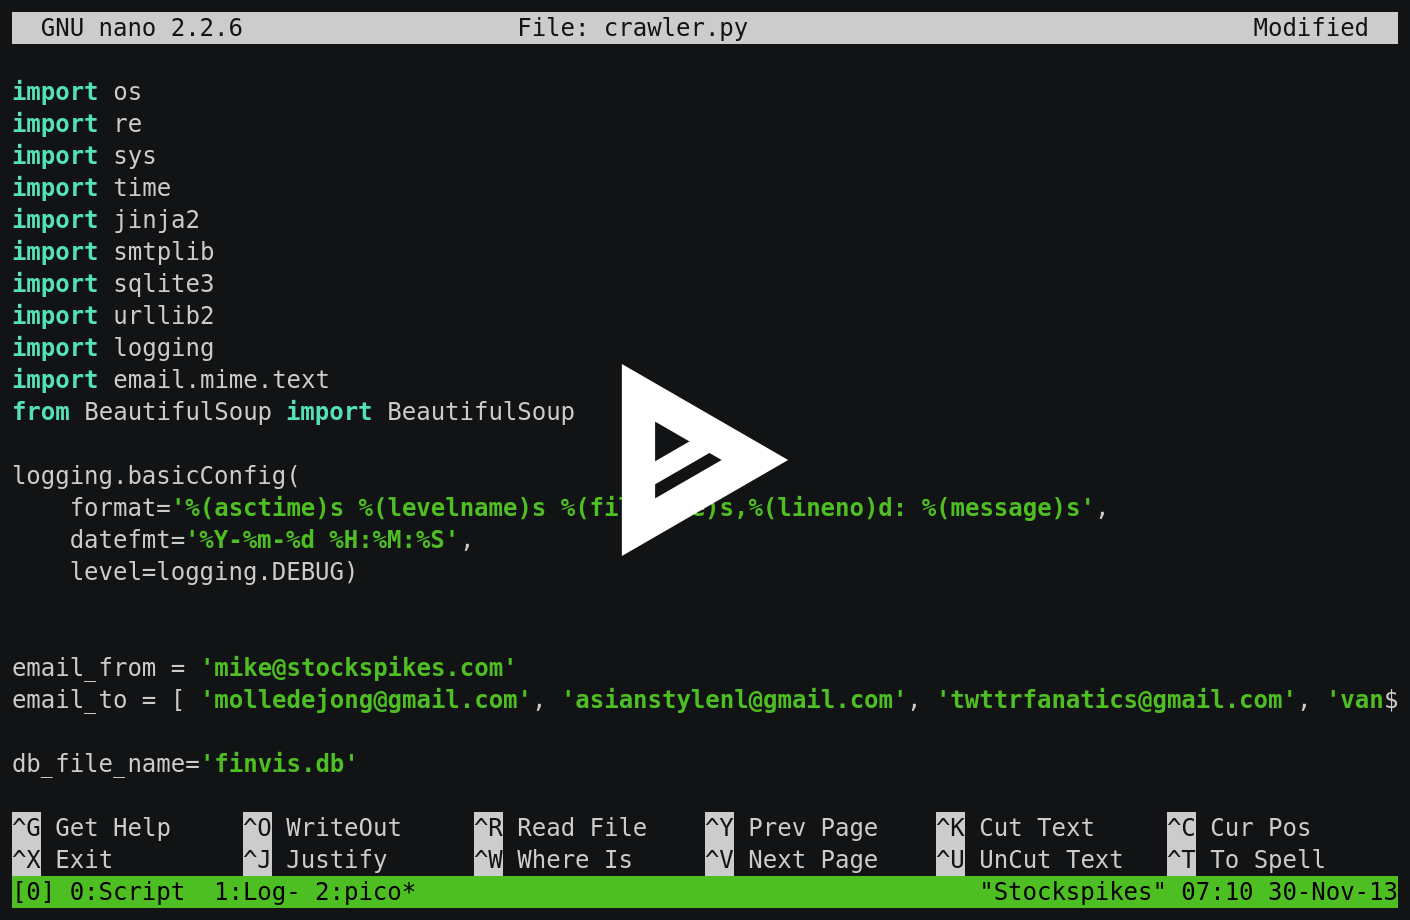 GNU nano 2.2.6 File: crawler.py Modified
import os
import re
import sys
import time
import jinja2
import smtplib
import sqlite3
import urllib2
import logging
import email.mime.text
from BeautifulSoup import BeautifulSoup
logging.basicConfig(
format='%(asctime)s %(levelname)s )s,%(lineno)d: %(message)s',
datefmt='%Y-%m-%d %H:%M:%S',
level=logging.DEBUG)
email_from = 'mike@stockspikes.com'
email_to = [ 'molledejong@gmail.com', 'asianstylenl@gmail.com', 'twttrfanatics@gmail.com', 'van$
db_file_name='finvis.db'
^G Get Help ^O WriteOut ^R Read File ^Y Prev Page ^K Cut Text ^C Cur Pos
^X Exit ^J Justify ^W Where Is ^V Next Page ^U UnCut Text ^T To Spell
[0] 0:Script 1:Log- 2:pico* "Stockspikes" 07:10 30-Nov-13